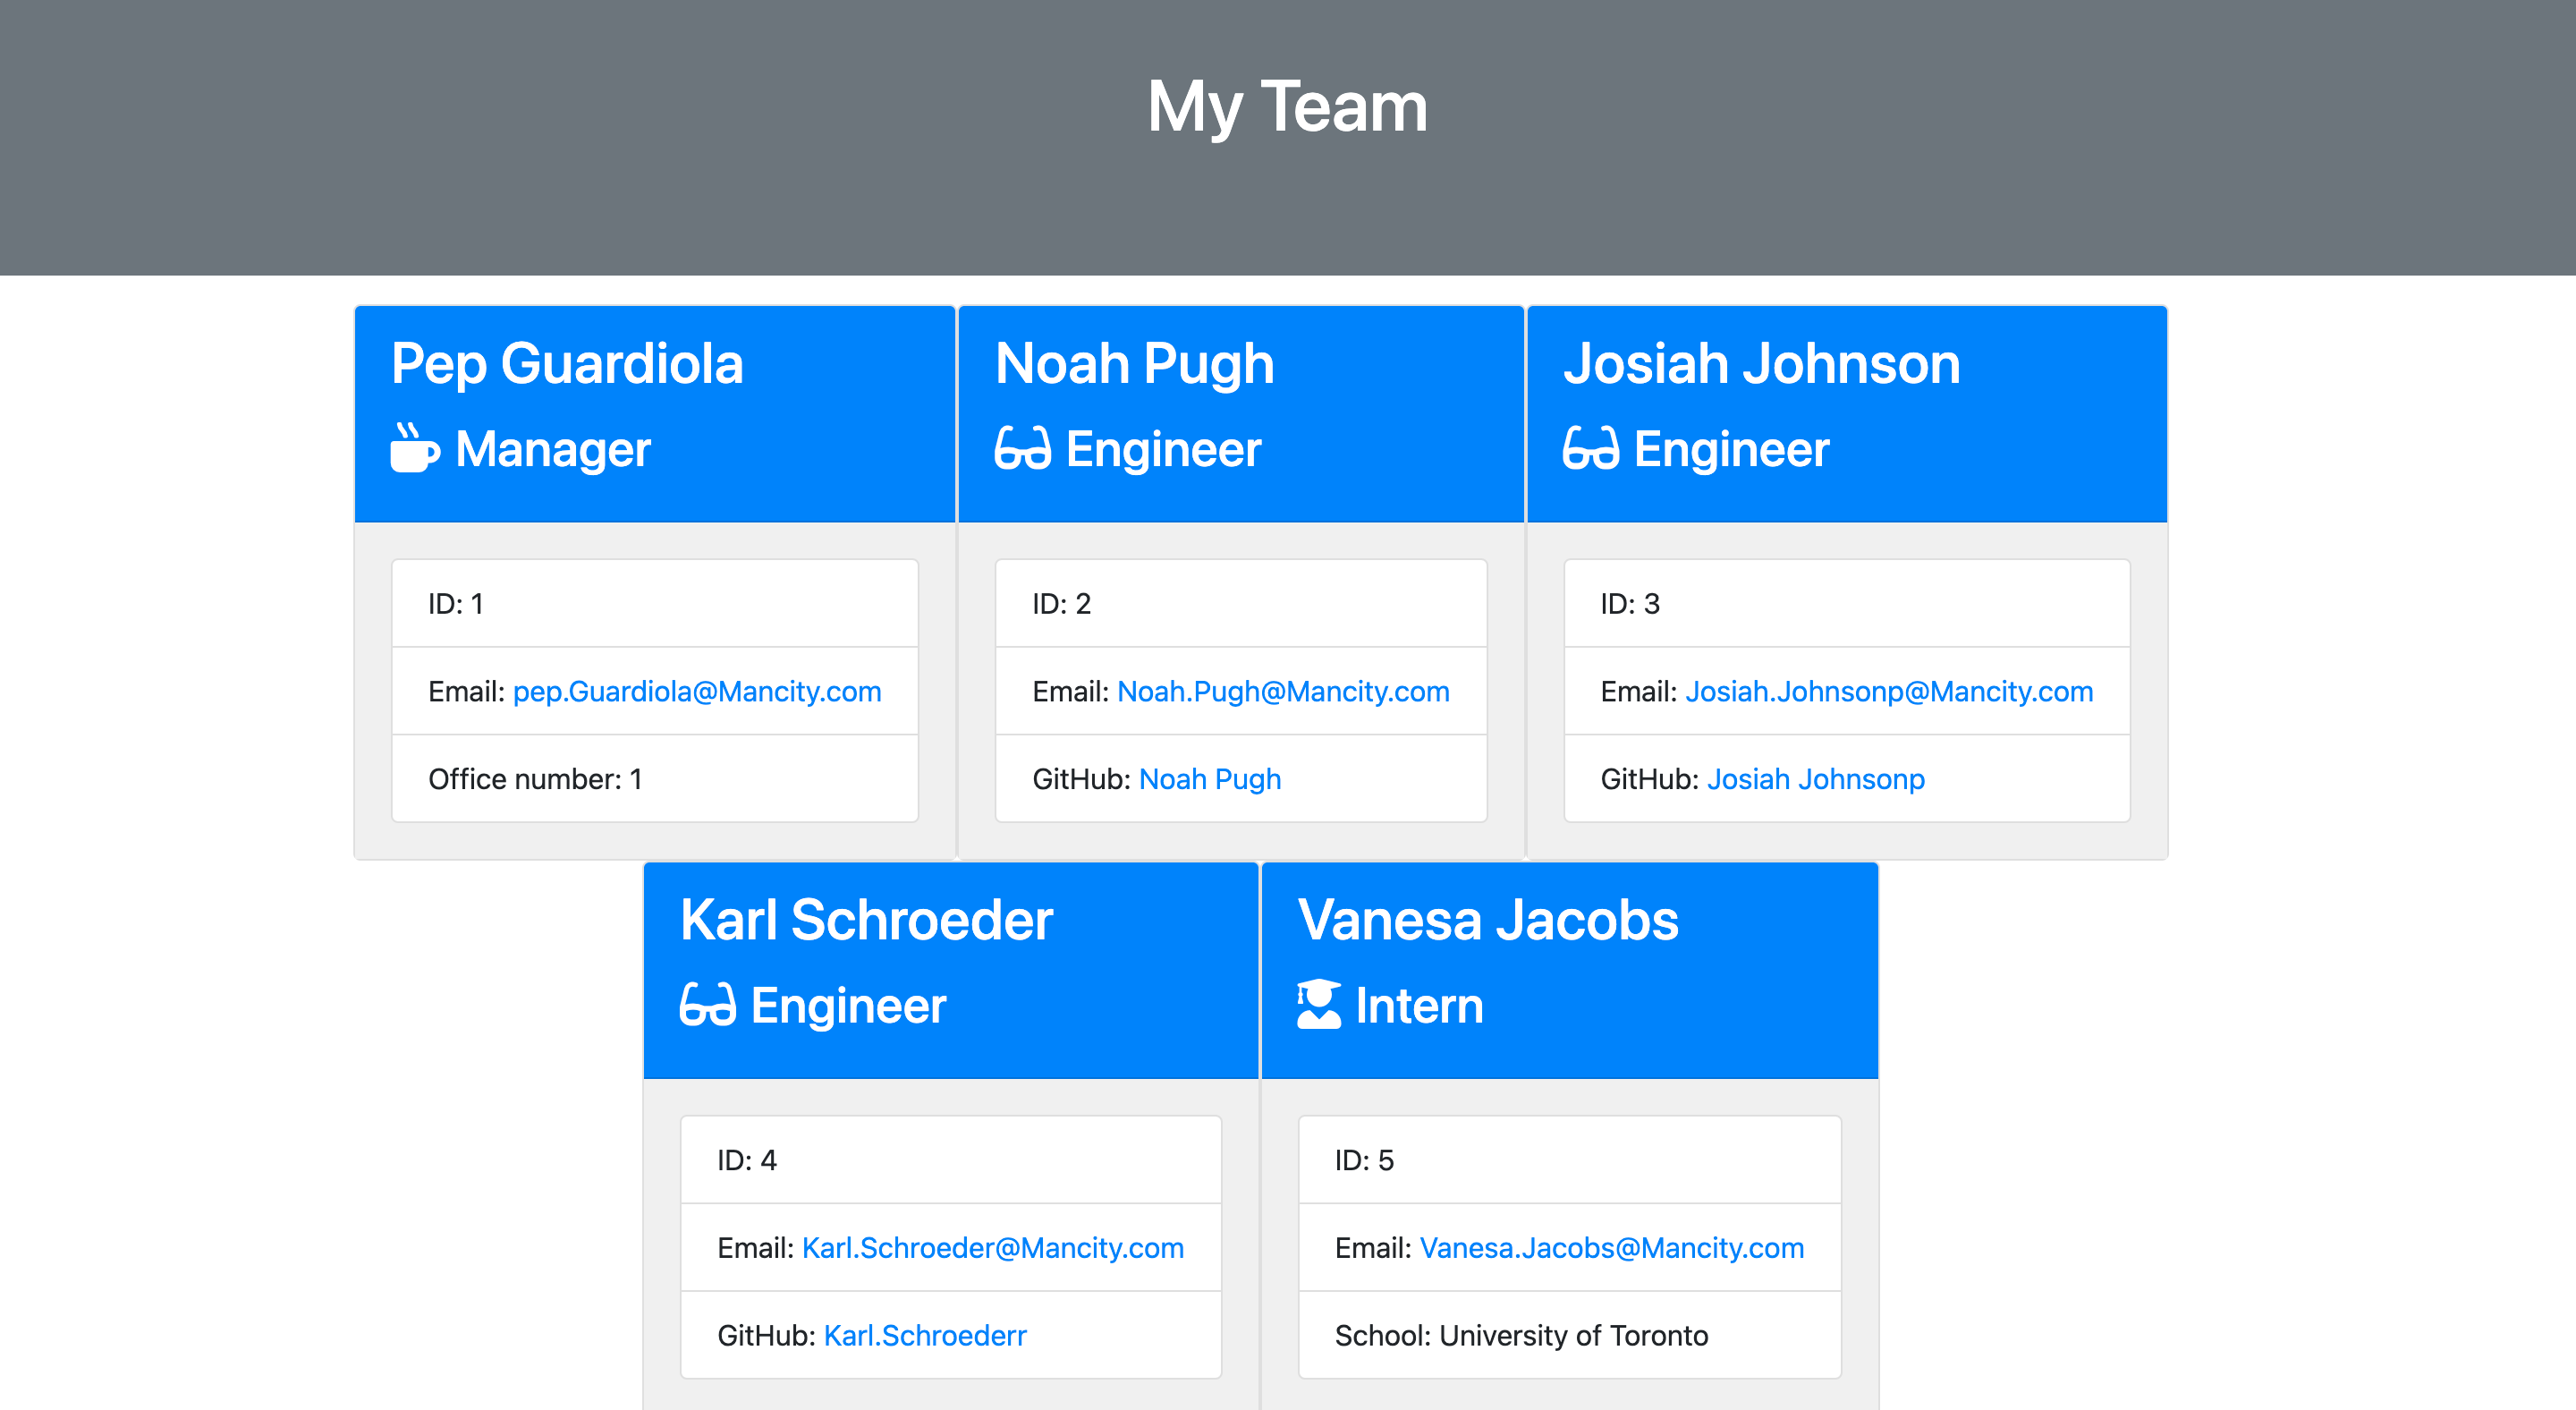 My Team
Pep Guardiola
Manager
ID: 1
Email: pep.Guardiola@Mancity.com
Office number: 1
Noah Pugh
Engineer
ID: 2
Email: Noah.Pugh@Mancity.com
GitHub: Noah Pugh
Josiah Johnson
Engineer
ID: 3
Email: Josiah.Johnsonp@Mancity.com
GitHub: Josiah Johnsonp
Karl Schroeder
Engineer
ID: 4
Email: Karl.Schroeder@Mancity.com
GitHub: Karl.Schroederr
Vanesa Jacobs
Intern
ID: 5
Email: Vanesa.Jacobs@Mancity.com
School: University of Toronto